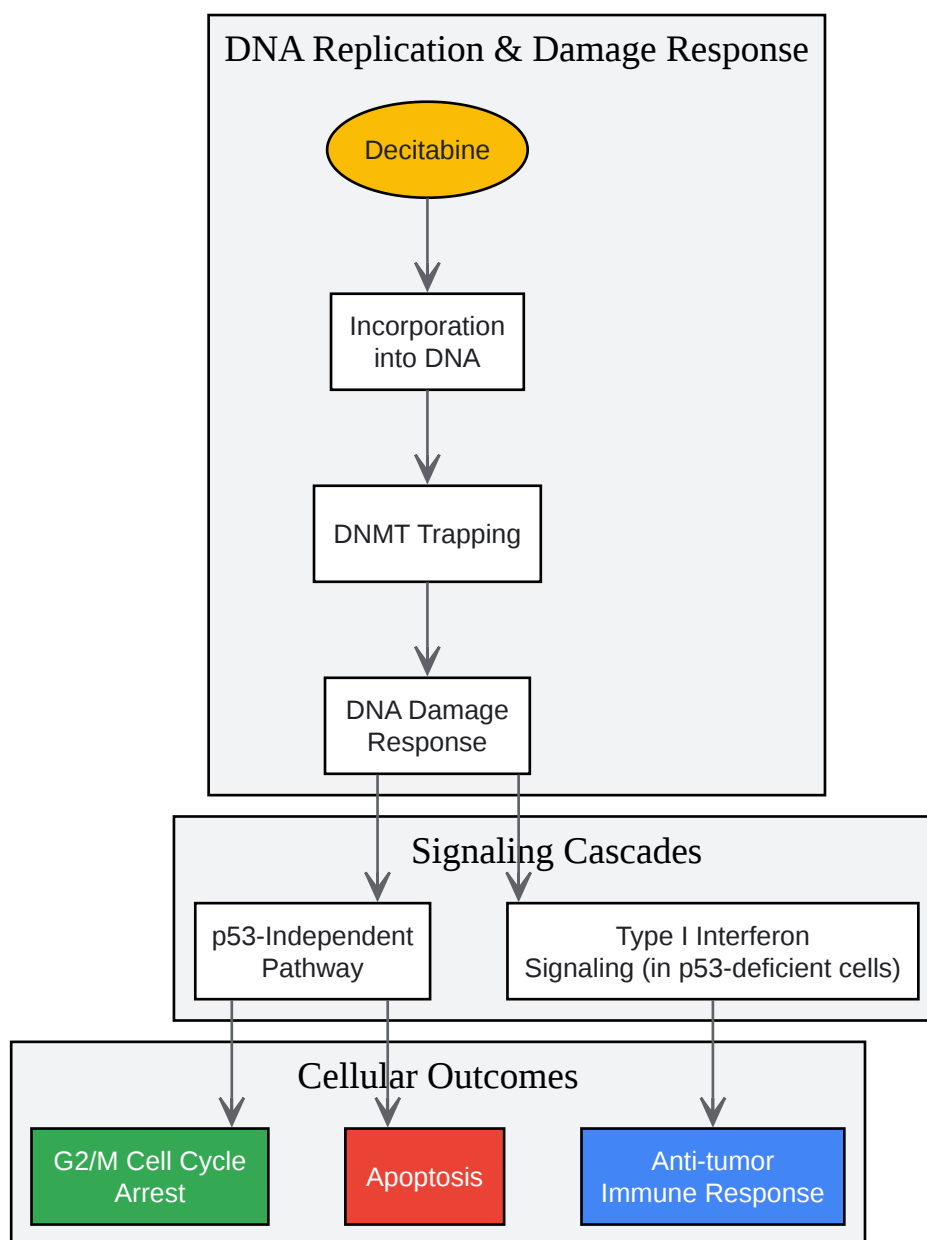 DNA Replication & Damage Response
Decitabine
Incorporation
into DNA
DNMT Trapping
DNA Damage
Response
Signaling Cascades
p53-Independent
Pathway
Type I Interferon
Signaling (in p53-deficient cells)
Cellular Outcomes
G2/M Cell Cycle
Arrest
Apoptosis
Anti-tumor
Immune Response